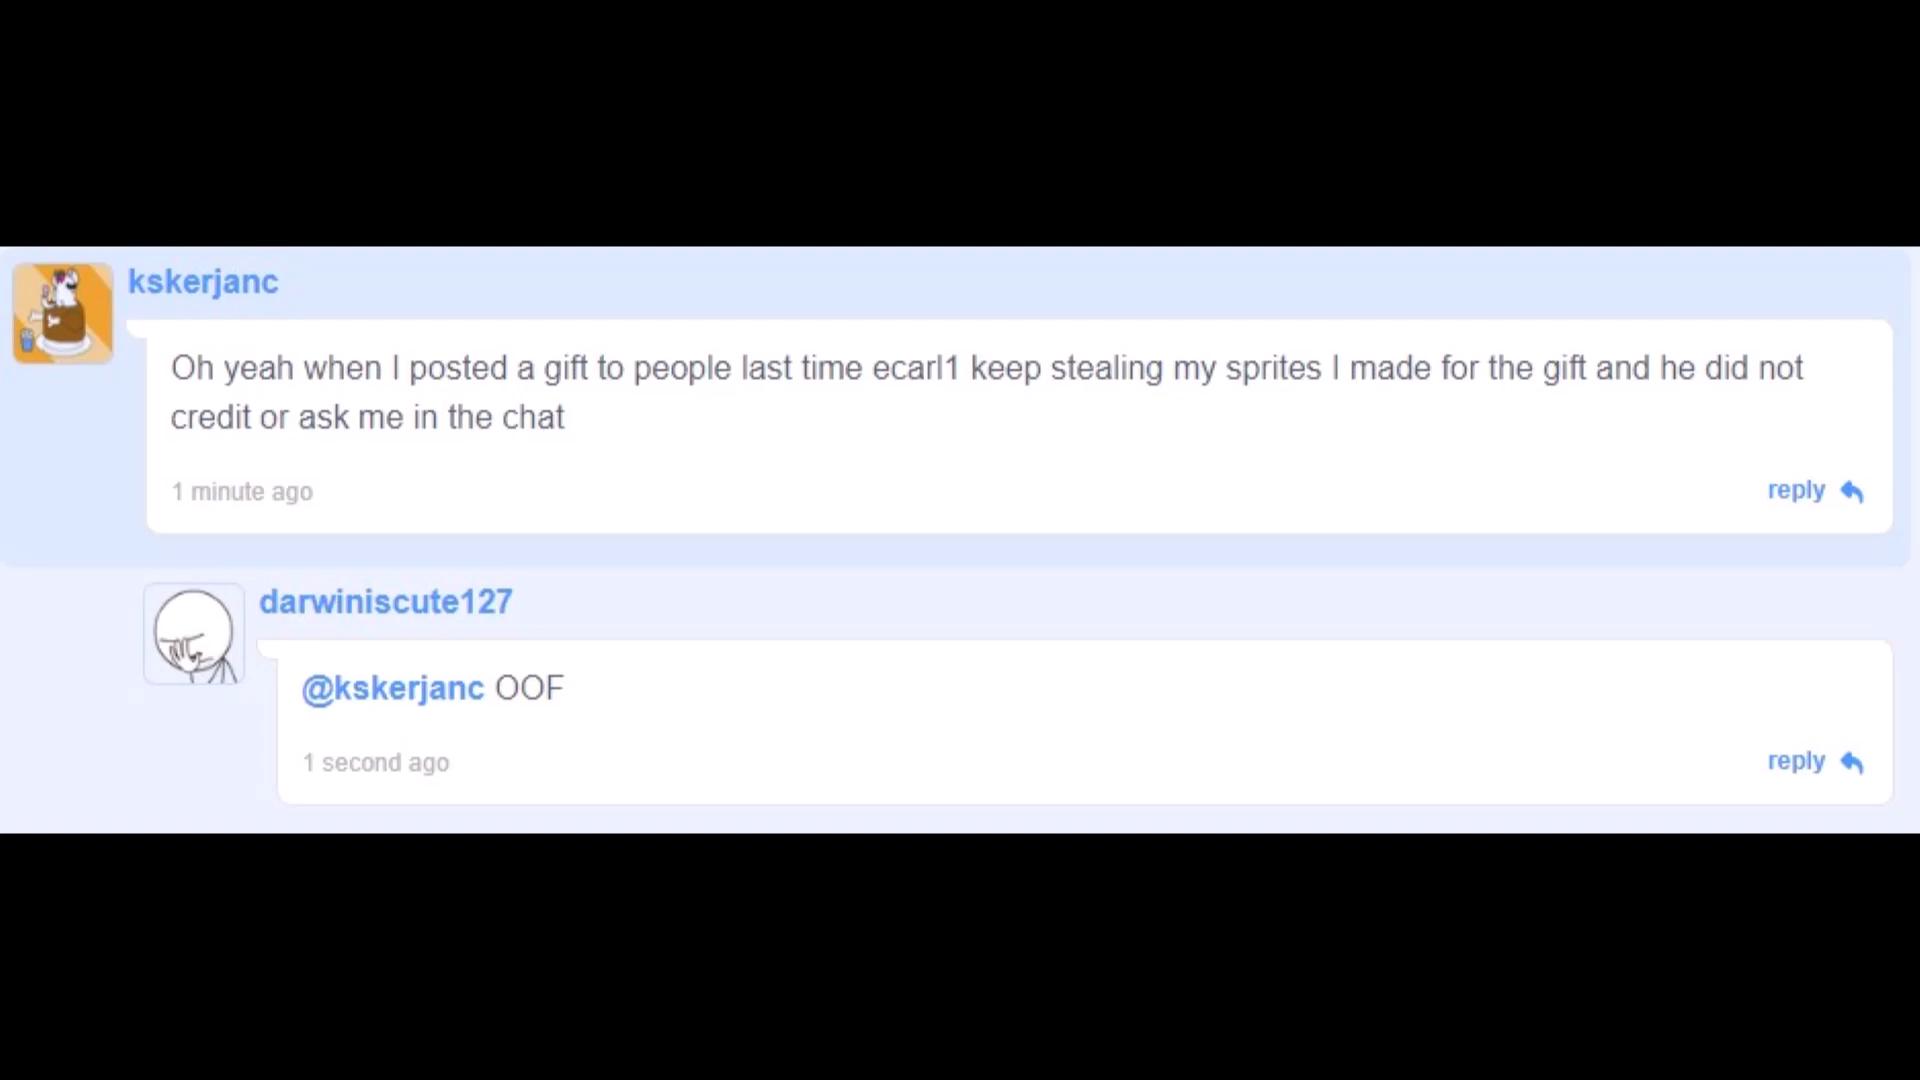 kskerjanc
Oh yeah when I posted a gift to people last time ecarl1 keep stealing my sprites I made for the gift and he did not
credit or ask me in the chat
1 minute ago
reply
darwiniscute127
@kskerjanc OOF
1 second ago
reply